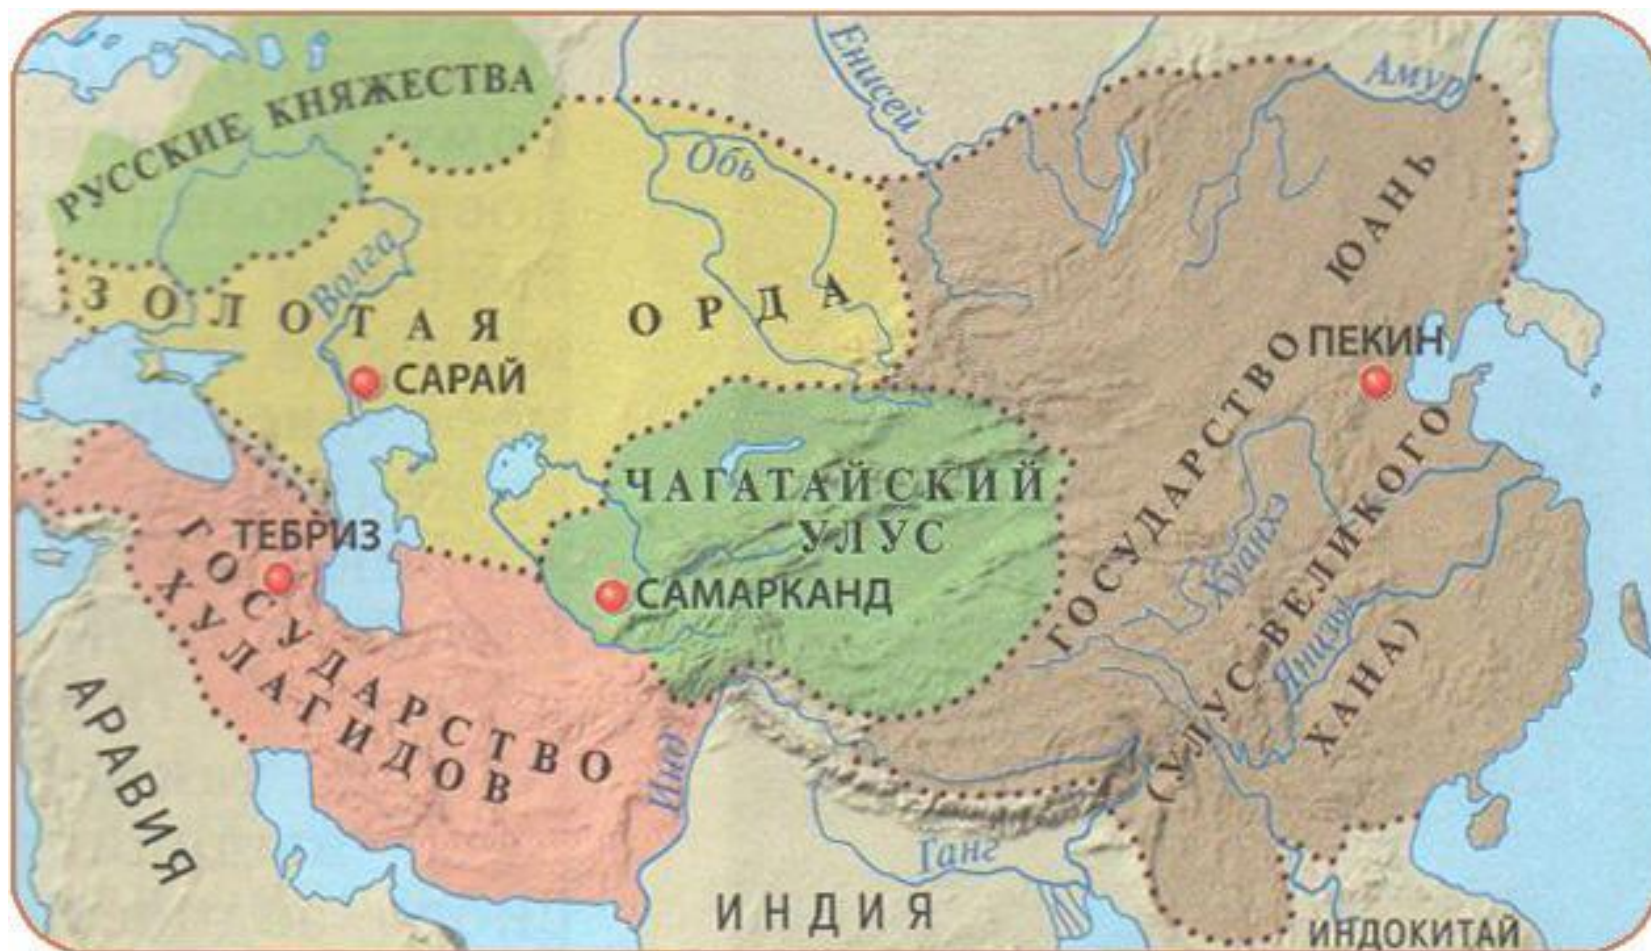 РУССКИЕ КНЯЖЕСТВА
Енисей
Амур
Обь
Волга
ЗОЛОТАЯ ОРДА
САРАЙ
ГОСУДАРСТВО ЮАНЬ
(УЛУС ВЕЛИКОГО
ХАНА)
ПЕКИН
ЧАГАТАЙСКИЙ
УЛУС
САМАРКАНД
ТЕБРИЗ
ГОСУДАРСТВО
ХУЛАГИДОВ
Хуанхэ
Янцзы
АРАВИЯ
Инд
Ганг
ИНДИЯ
ИНДОКИТАЙ